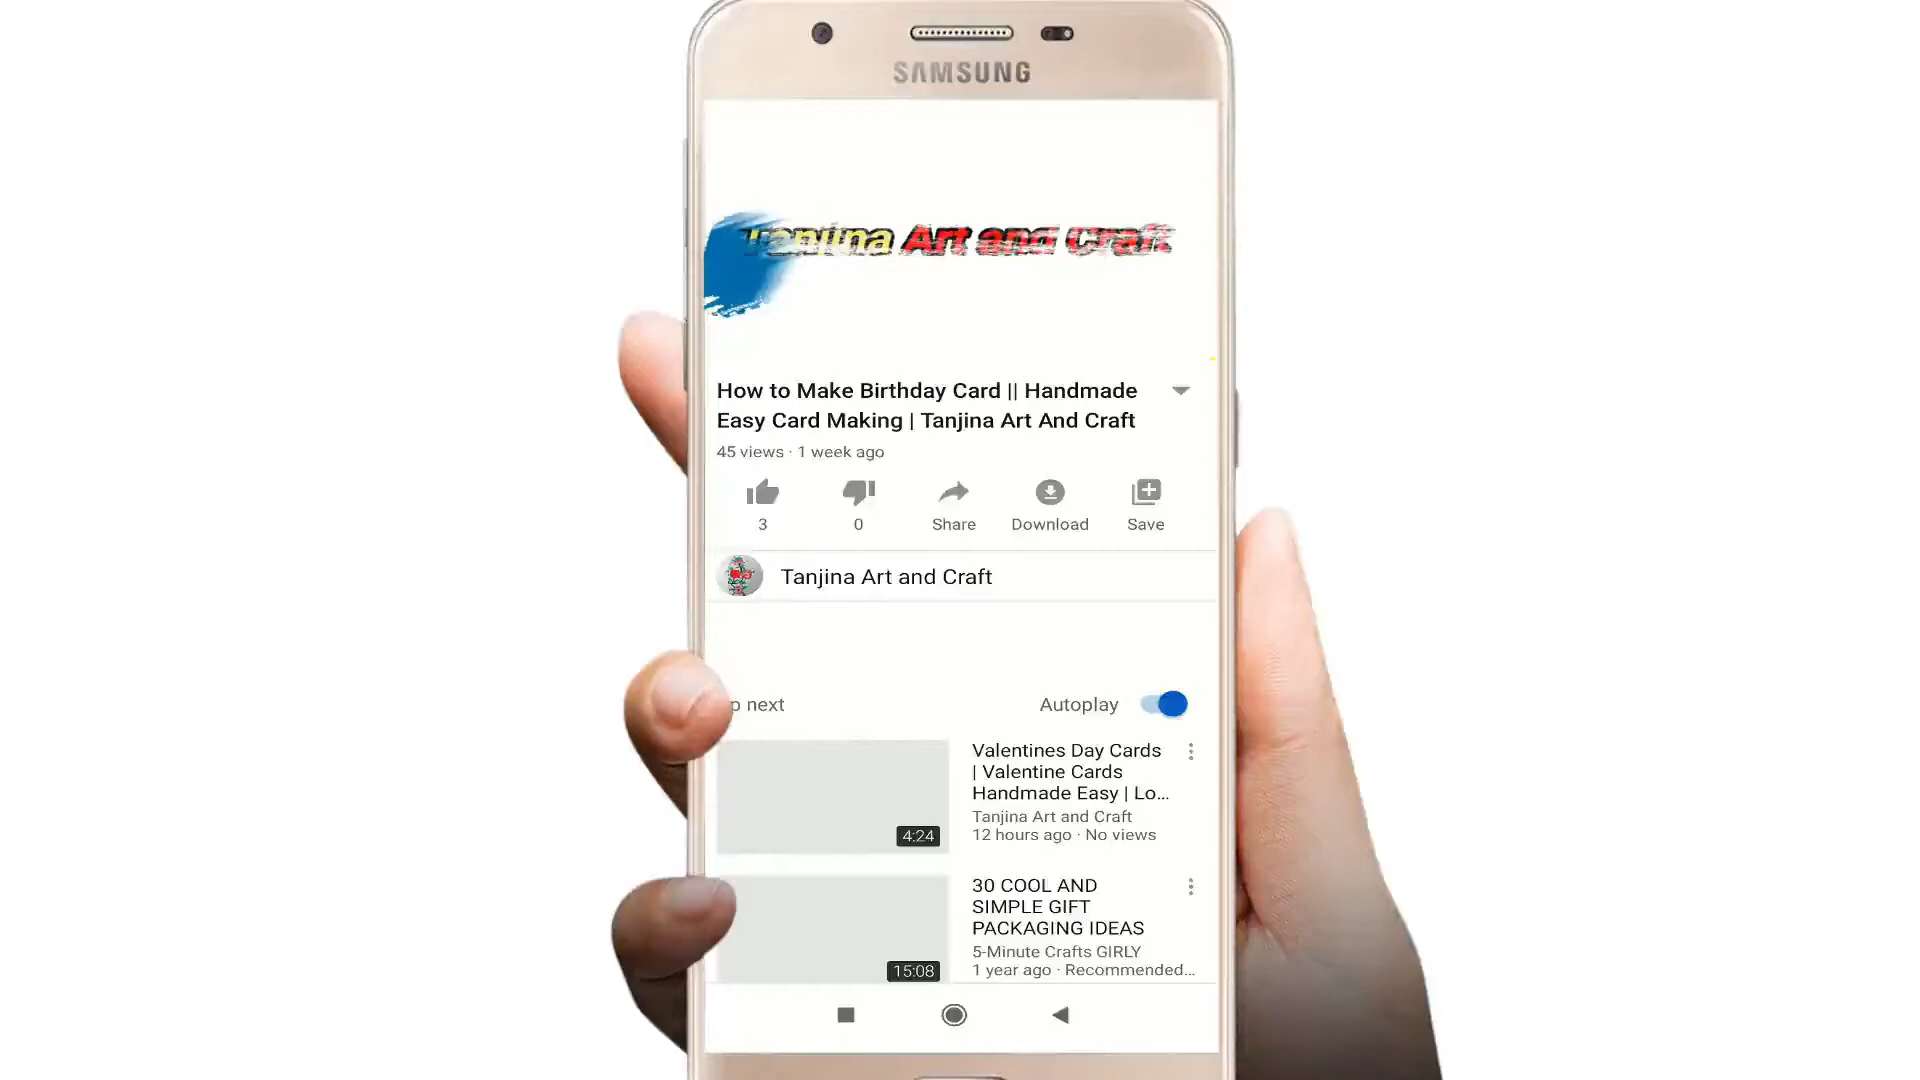 SAMSUNG
Tanjina Art and Craft
How to Make Birthday Card || Handmade
Easy Card Making | Tanjina Art And Craft
45 views · 1 week ago
3
0
Share
Download
Save
Tanjina Art and Craft
p next
Autoplay
Valentines Day Cards
| Valentine Cards
Handmade Easy | Lo...
Tanjina Art and Craft
12 hours ago · No views
4:24
30 COOL AND
SIMPLE GIFT
PACKAGING IDEAS
5-Minute Crafts GIRLY
1 year ago · Recommended...
15:08